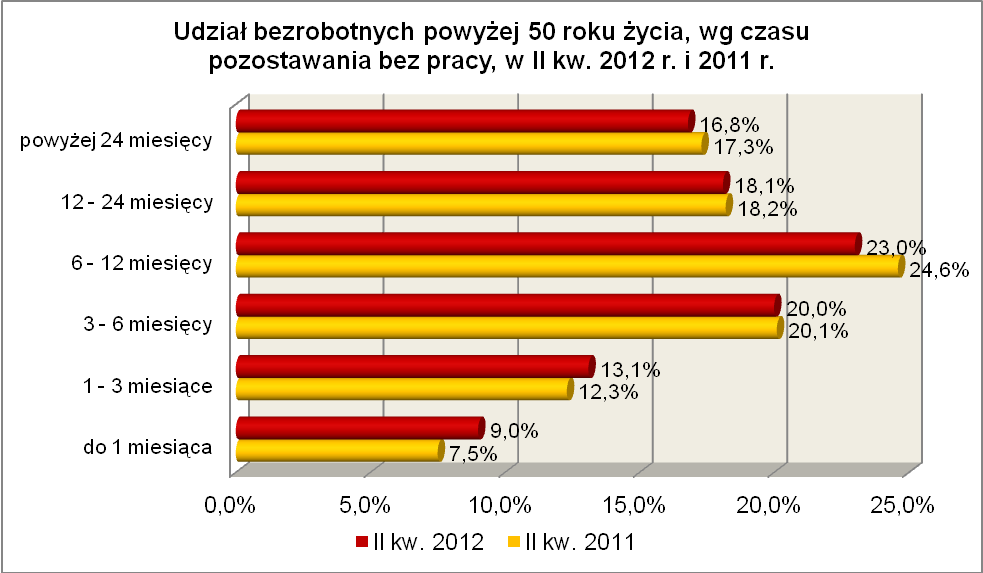 Udział bezrobotnych powyżej 50 roku życia, wg czasu
pozostawania bez pracy, w II kw. 2012 r. i 2011 r.
powyżej 24 miesięcy
16,8%
17,3%
12 - 24 miesięcy
18,1%
18,2%
6 - 12 miesięcy
23,0%
24,6%
3 - 6 miesięcy
20,0%
20,1%
1 - 3 miesiące
13,1%
12,3%
do 1 miesiąca
9,0%
7,5%
0,0% 5,0% 10,0% 15,0% 20,0% 25,0%
II kw. 2012 II kw. 2011